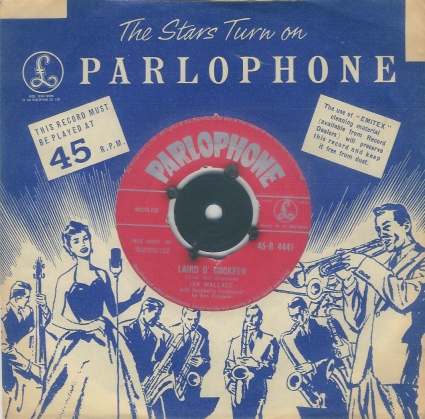 The Stars Turn on
PARLOPHONE
THIS RECORD MUST
BE PLAYED AT
45 R.P.M.
The use of "EMITEX"
cleaning material
(available from Record
Dealers) will preserve
this record and keep
it free from dust.
PARLOPHONE
45-R 4441
LAIRD O' COCKPEN
IAN WALLACE